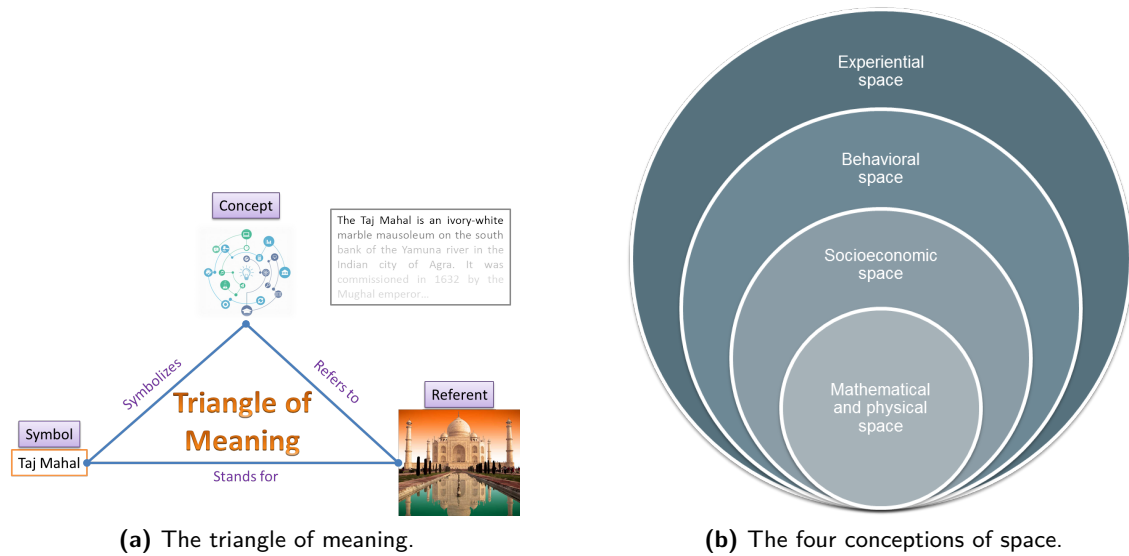 Concept
The Taj Mahal is an ivory-white
marble mausoleum on the south
bank of the Yamuna river in the
Indian city of Agra. It was
commissioned in 1632 by the
Mughal emperor...
Symbolizes
Refers to
Triangle of
Meaning
Symbol
Taj Mahal
Referent
Stands for
(a) The triangle of meaning.
Experiential
space
Behavioral
space
Socioeconomic
space
Mathematical
and physical
space
(b) The four conceptions of space.